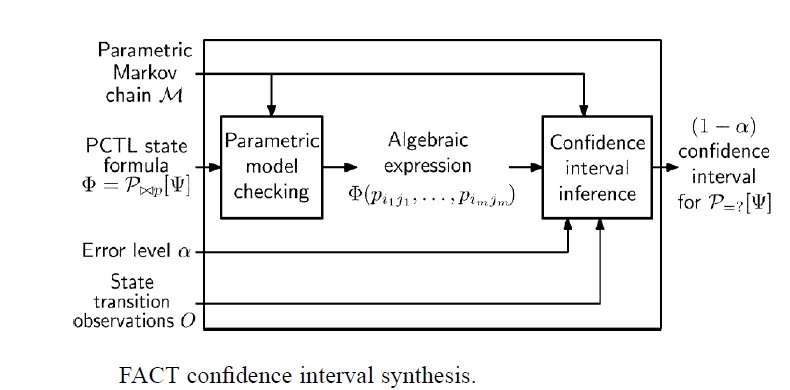 Parametric
Markov
chain ℳ
PCTL state
formula
Φ = 𝒫⋈p[Ψ]
Error level α
State
transition
observations O
Parametric
model
checking
Algebraic
expression
Φ(p_{i₁j₁}, . . . , p_{iₘjₘ})
Confidence
interval
inference
(1 − α)
confidence
interval
for 𝒫=?[Ψ]
FACT confidence interval synthesis.